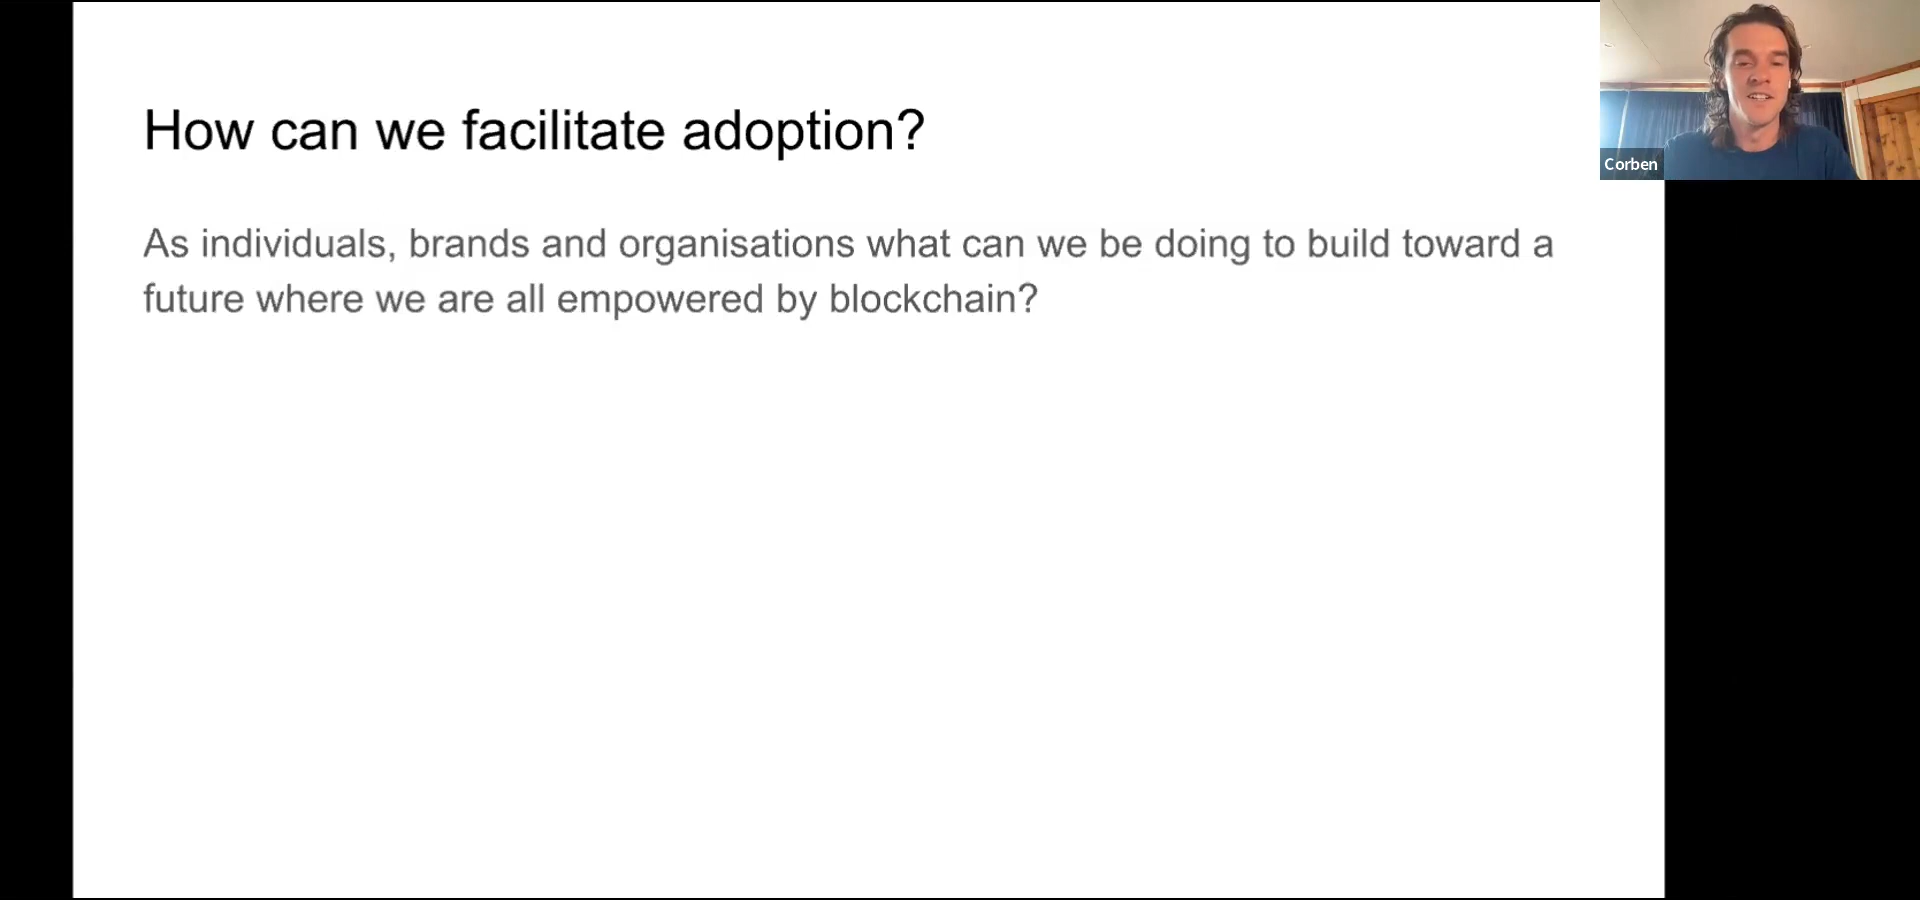 How can we facilitate adoption?
As individuals, brands and organisations what can we be doing to build toward a
future where we are all empowered by blockchain?
Corben